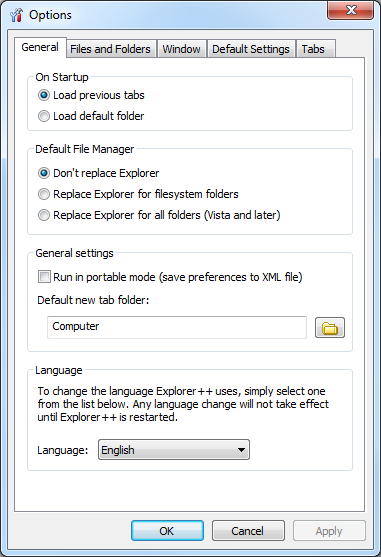 Options
General Files and Folders Window Default Settings Tabs
On Startup
Load previous tabs
Load default folder
Default File Manager
Don't replace Explorer
Replace Explorer for filesystem folders
Replace Explorer for all folders (Vista and later)
General settings
Run in portable mode (save preferences to XML file)
Default new tab folder:
Computer
Language
To change the language Explorer++ uses, simply select one
from the list below. Any language change will not take effect
until Explorer++ is restarted.
Language: English
OK Cancel Apply